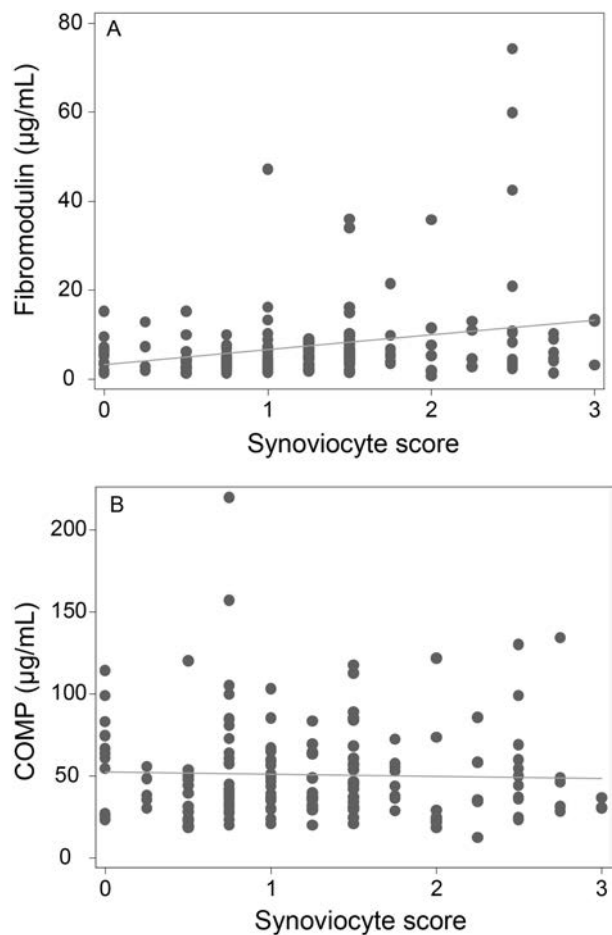 A
80
60
40
20
0
Fibromodulin (µg/mL)
0 1 2 3
Synoviocyte score
B
200
150
100
50
0
COMP (µg/mL)
0 1 2 3
Synoviocyte score